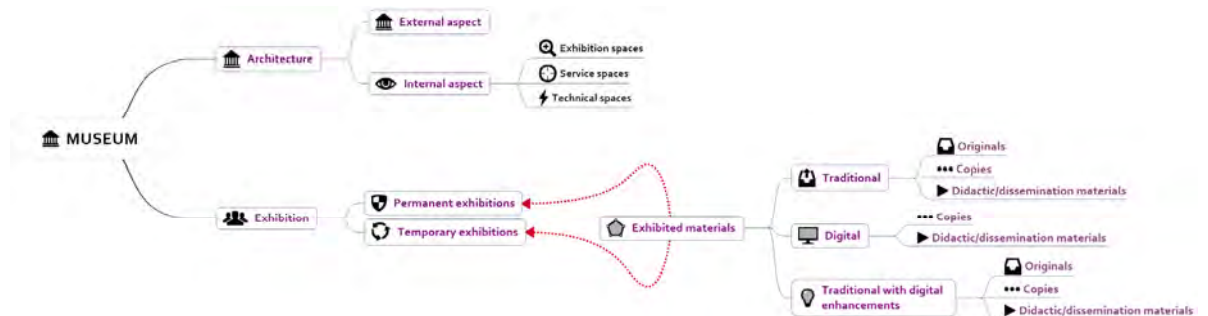 MUSEUM
Architecture
External aspect
Internal aspect
Exhibition spaces
Service spaces
Technical spaces
Exhibition
Permanent exhibitions
Temporary exhibitions
Exhibited materials
Traditional
Originals
Copies
Didactic/dissemination materials
Digital
Copies
Didactic/dissemination materials
Traditional with digital
enhancements
Originals
Copies
Didactic/dissemination materials